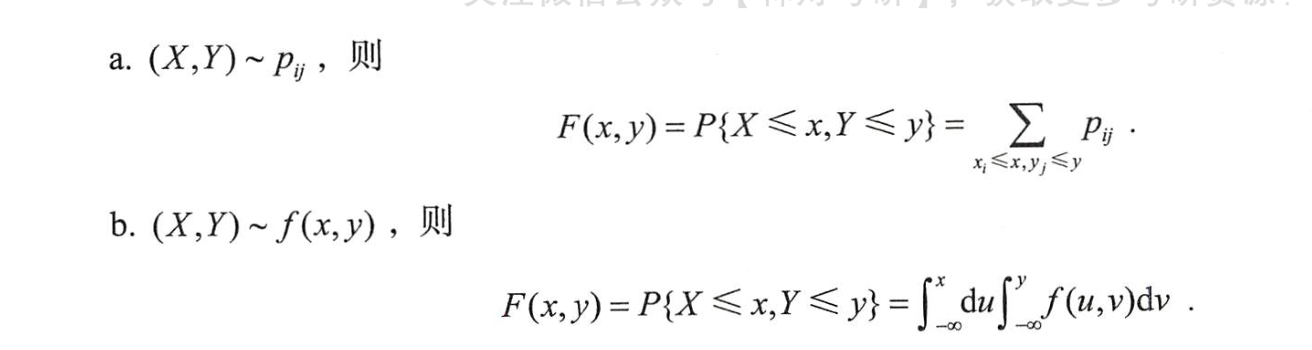 a. (X,Y) ~ p_{ij}，则
F(x,y) = P{X ⩽ x,Y ⩽ y} = \sum_{x_i⩽x,y_j⩽y} p_{ij}．
b. (X,Y) ~ f(x,y)，则
F(x,y) = P{X ⩽ x,Y ⩽ y} = \int_{-∞}^{x} du \int_{-∞}^{y} f(u,v)dv．